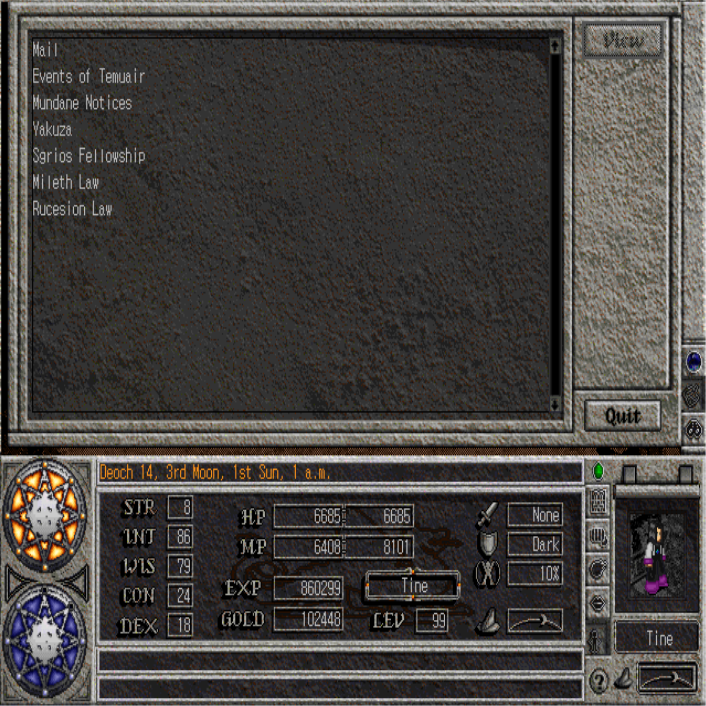 Mail
View
Events of Temuair
Mundane Notices
Yakuza
Sgrios Fellowship
Mileth Law
Rucesion Law
Quit
Deoch 14, 3rd Moon, 1st Sun, 1 a.m.
STR 8
INT 86
WIS 79
CON 24
DEX 18
HP 6685 6685
MP 6408 8101
EXP 860299
GOLD 102448
Tine
LEV 99
None
Dark
10%
Tine
?